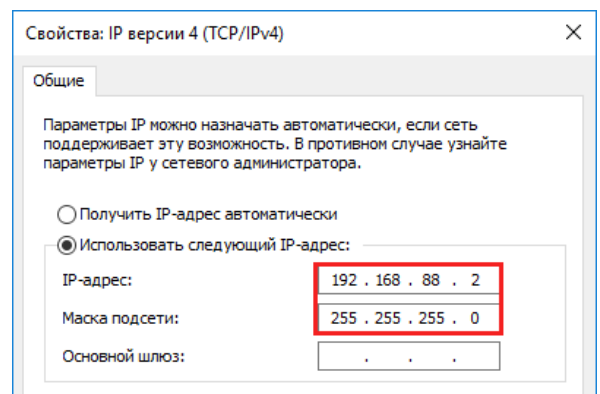 Свойства: IP версии 4 (TCP/IPv4)
Общие
Параметры IP можно назначать автоматически, если сеть
поддерживает эту возможность. В противном случае узнайте
параметры IP у сетевого администратора.
Получить IP-адрес автоматически
Использовать следующий IP-адрес:
IP-адрес: 192 . 168 . 88 . 2
Маска подсети: 255 . 255 . 255 . 0
Основной шлюз: . . .